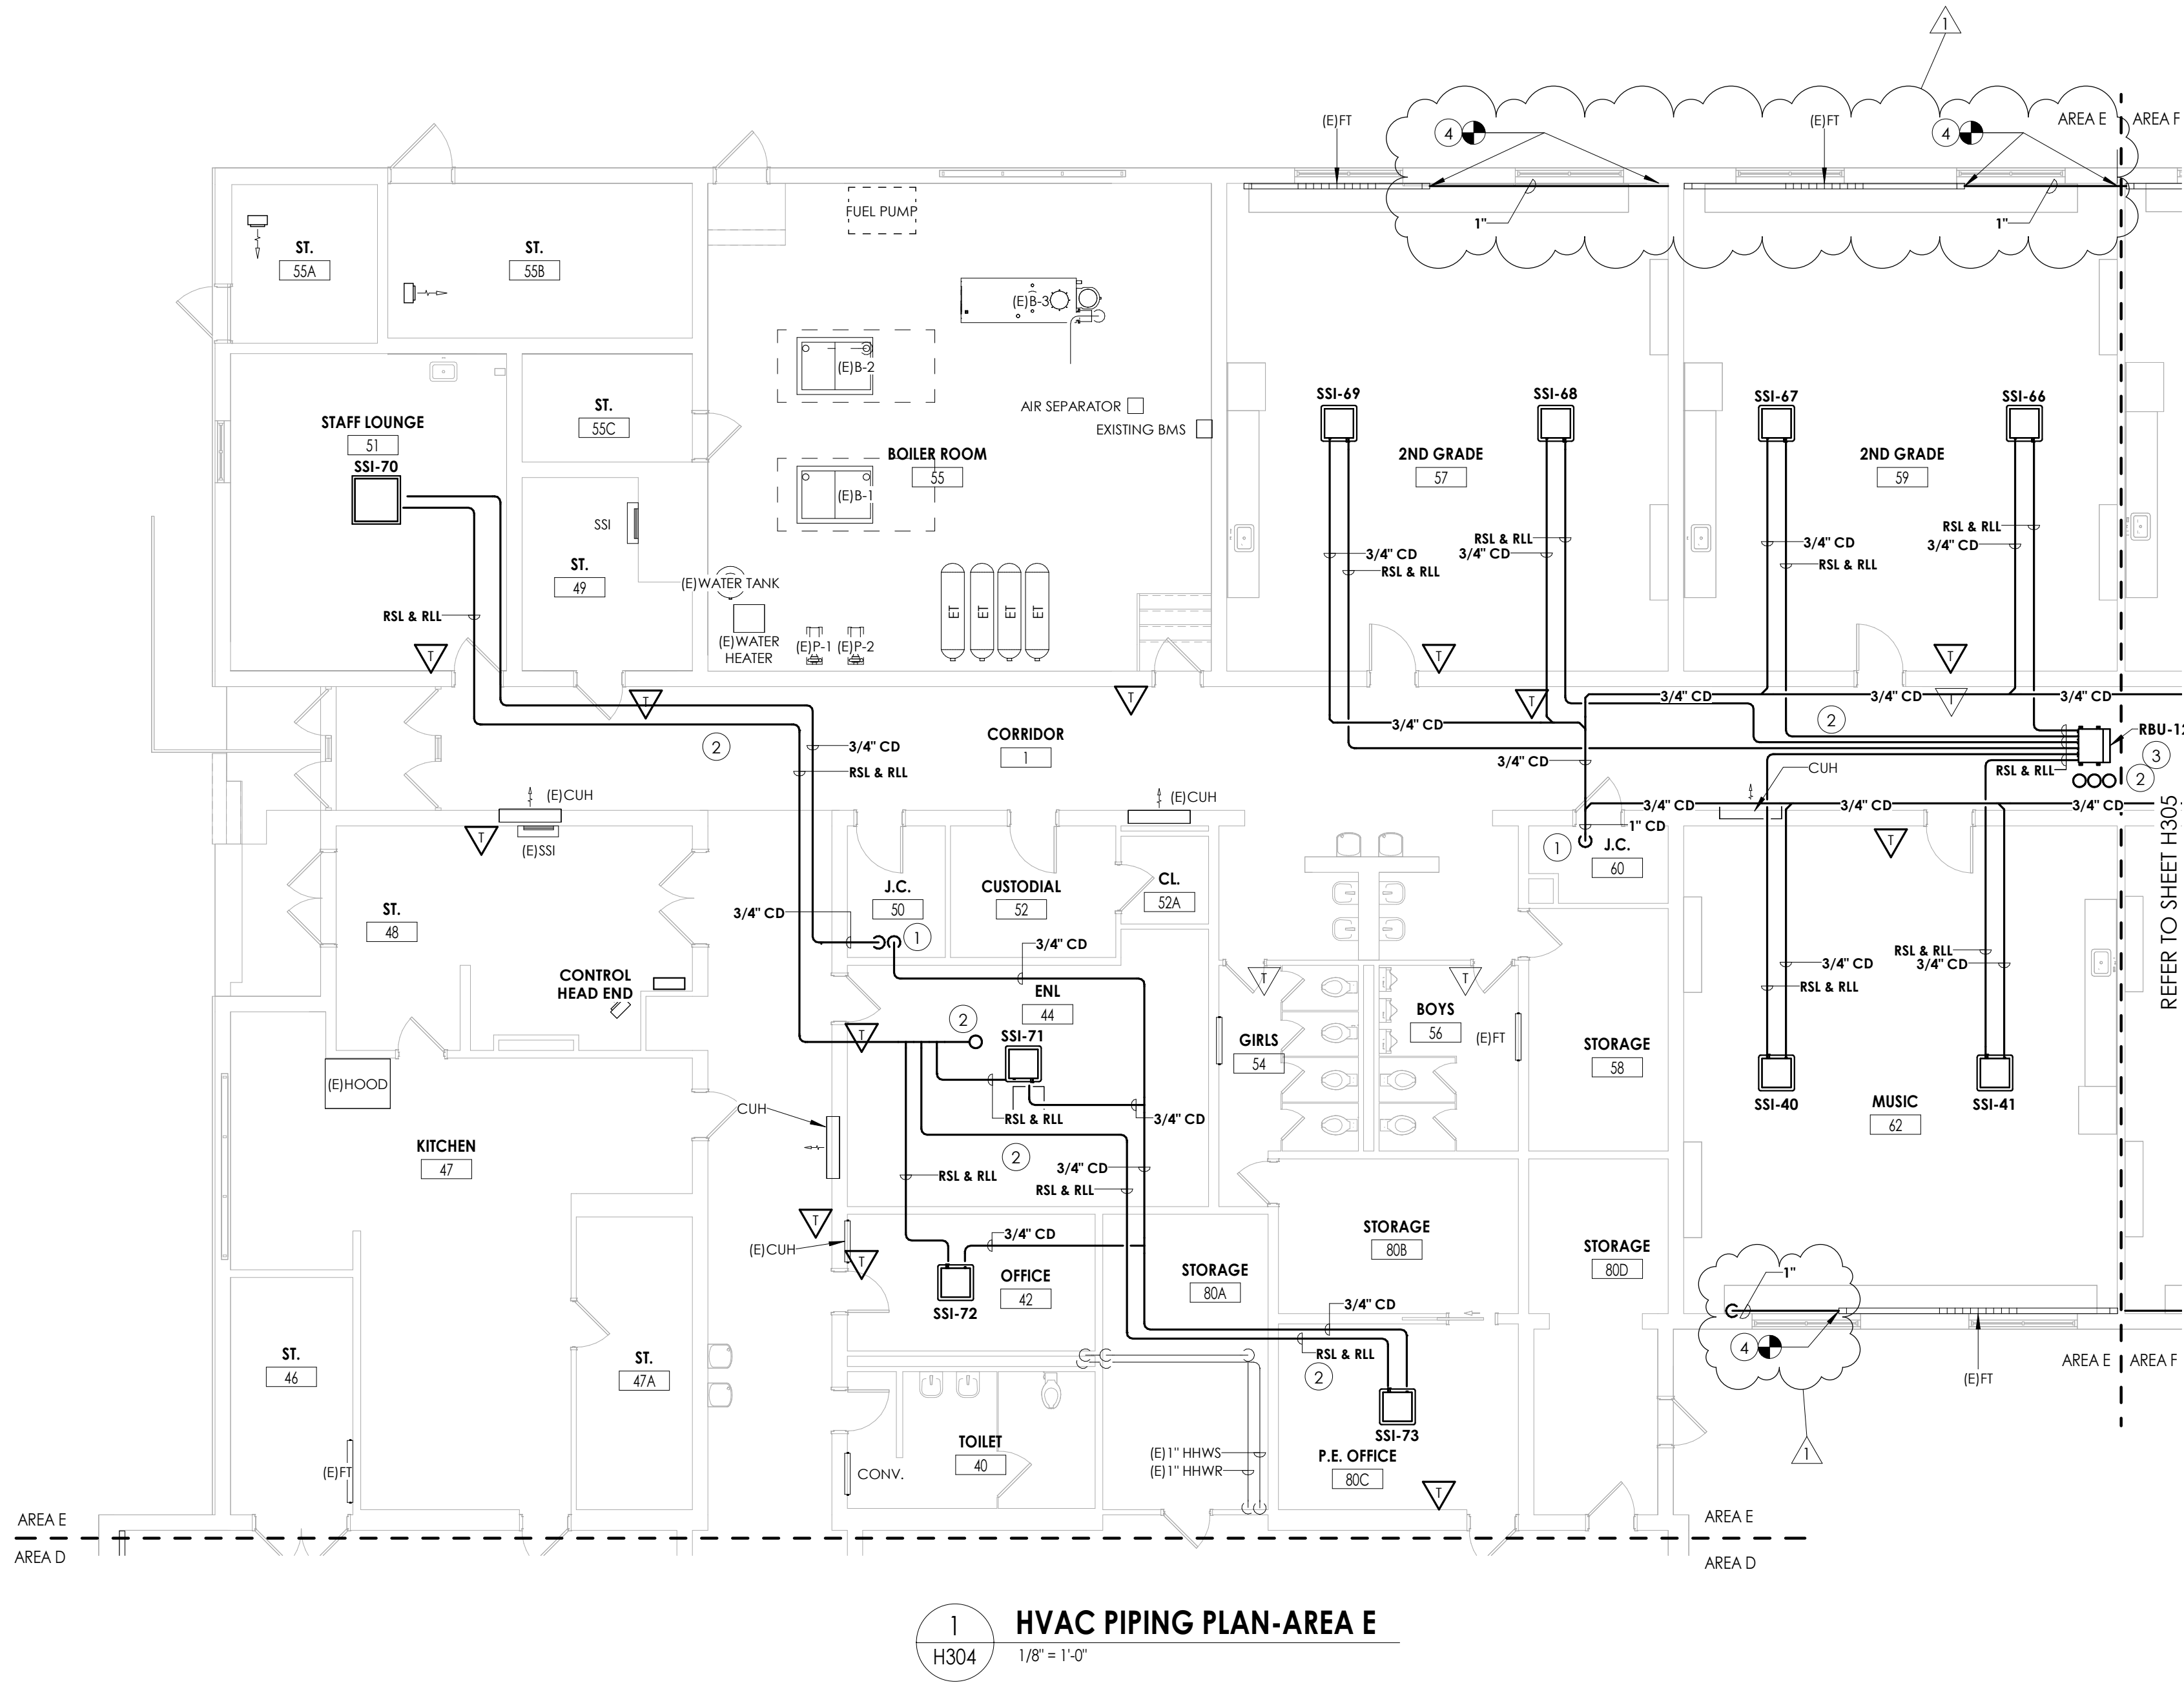 1
(E)FT
4
(E)FT
4
AREA E
AREA F
1"
1"
FUEL PUMP
ST.
55A
ST.
55B
(E)B-3
(E)B-2
AIR SEPARATOR
EXISTING BMS
STAFF LOUNGE
51
SSI-70
ST.
55C
BOILER ROOM
55
(E)B-1
SSI-69
SSI-68
SSI-67
SSI-66
2ND GRADE
57
2ND GRADE
59
SSI
ST.
49
(E)WATER TANK
(E)WATER
HEATER
(E)P-1
(E)P-2
ET
ET
ET
ET
3/4" CD
RSL & RLL
RSL & RLL
3/4" CD
3/4" CD
RSL & RLL
RSL & RLL
3/4" CD
RSL & RLL
T
T
T
T
T
T
T
3/4" CD
3/4" CD
3/4" CD
3/4" CD
2
2
CORRIDOR
1
3/4" CD
RSL & RLL
3/4" CD
CUH
RSL & RLL
3
2
(E)CUH
(E)CUH
3/4" CD
3/4" CD
3/4" CD
1" CD
T
(E)SSI
1
J.C.
60
T
REFER TO SHEET H305
ST.
48
3/4" CD
J.C.
50
1
CUSTODIAL
52
CL.
52A
3/4" CD
CONTROL
HEAD END
ENL
44
2
T
SSI-71
T
T
GIRLS
54
BOYS
56
(E)FT
STORAGE
58
RSL & RLL
3/4" CD
3/4" CD
RSL & RLL
SSI-40
SSI-41
MUSIC
62
(E)HOOD
KITCHEN
47
CUH
RSL & RLL
3/4" CD
2
RSL & RLL
3/4" CD
RSL & RLL
T
(E)CUH
T
3/4" CD
OFFICE
42
SSI-72
STORAGE
80A
STORAGE
80B
STORAGE
80D
3/4" CD
RSL & RLL
2
1"
4
(E)FT
AREA E
AREA F
1
ST.
46
ST.
47A
SSI-73
P.E. OFFICE
80C
T
TOILET
40
CONV.
(E)1" HHWS
(E)1" HHWR
(E)FT
AREA E
AREA D
AREA E
AREA D
1
H304
HVAC PIPING PLAN-AREA E
1/8" = 1'-0"